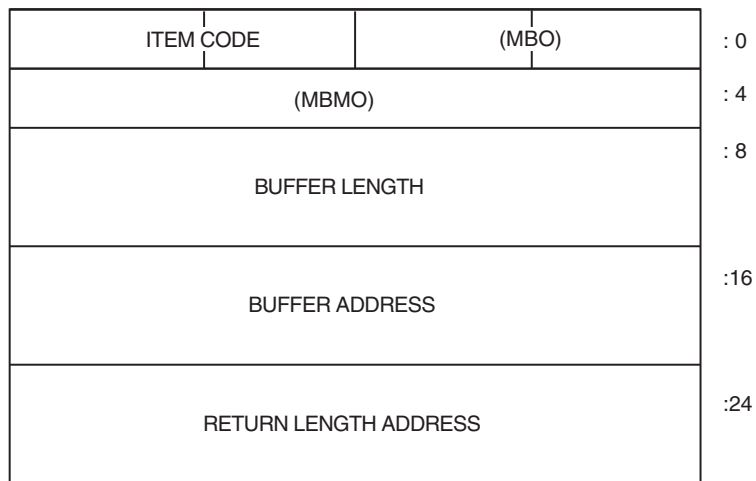 ITEM CODE (MBO) : 0
(MBMO) : 4
: 8
BUFFER LENGTH
:16
BUFFER ADDRESS
:24
RETURN LENGTH ADDRESS